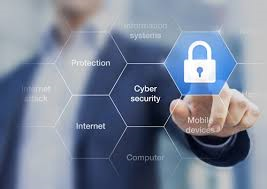 Information
systems
Protection
Internet
attack
Cyber
security
Internet
Mobile
devices
Computer